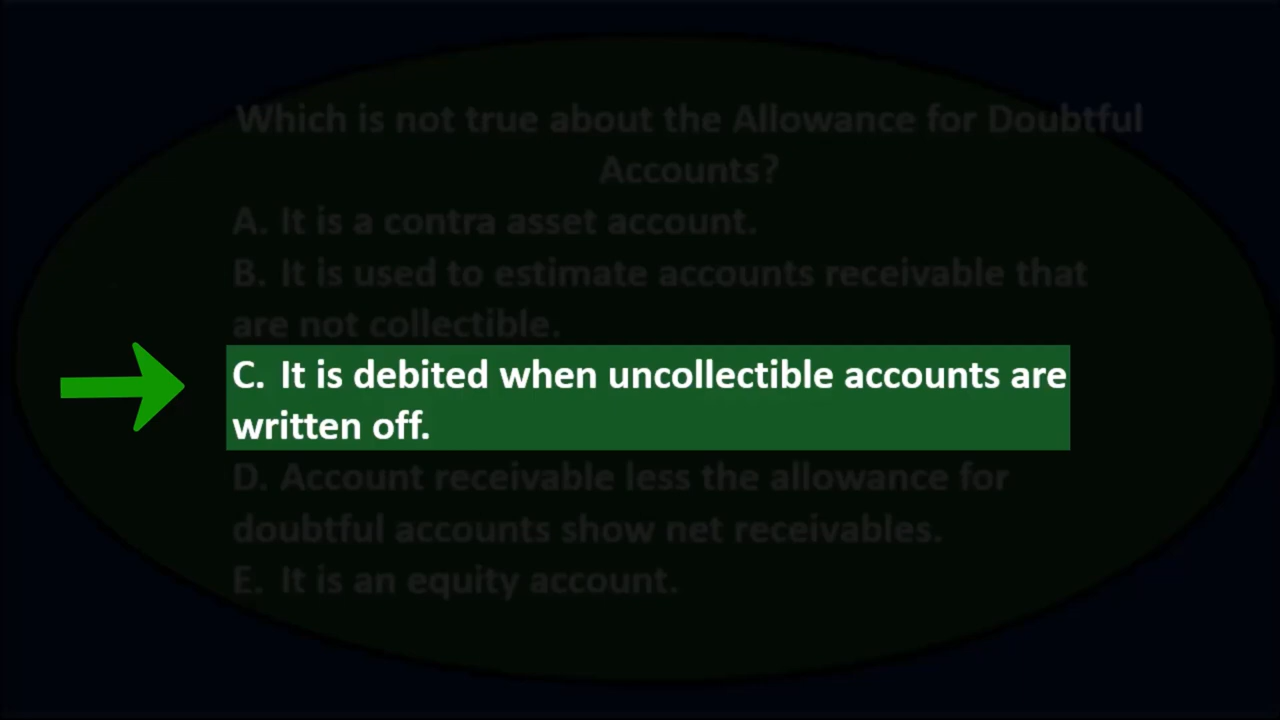 Which is not true about the Allowance for Doubtful
Accounts?
A. It is a contra asset account.
B. It is used to estimate accounts receivable that
are not collectible.
C. It is debited when uncollectible accounts are
written off.
D. Account receivable less the allowance for
doubtful accounts show net receivables.
E. It is an equity account.